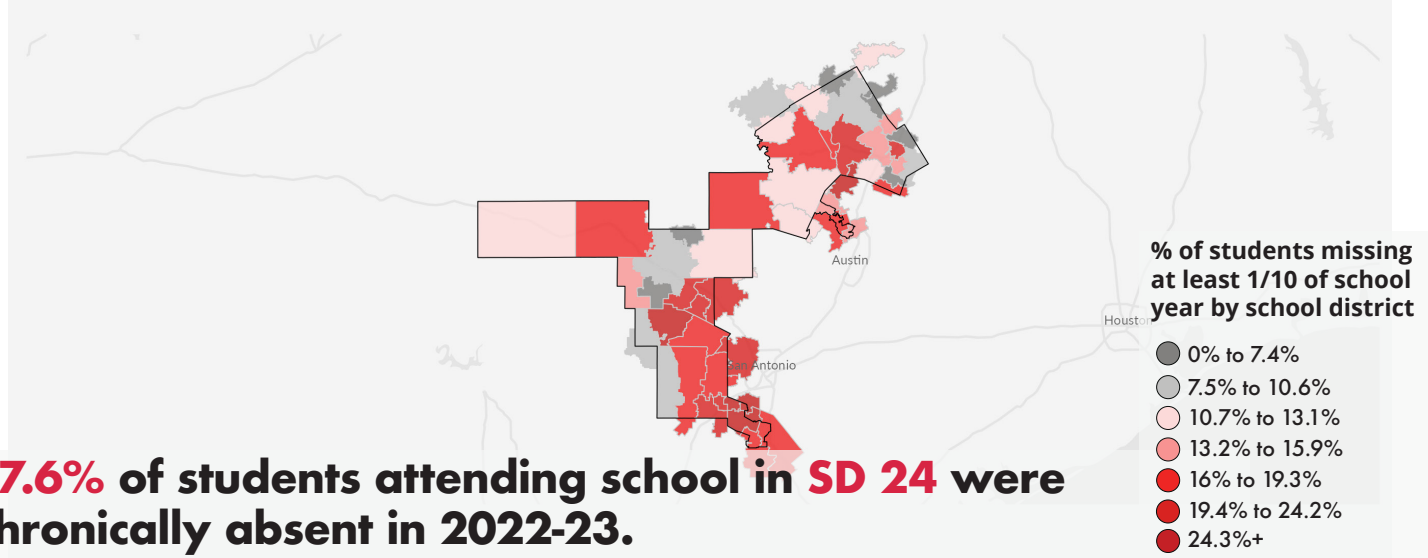 Austin
% of students missing
at least 1/10 of school
year by school district
Houston
0% to 7.4%
7.5% to 10.6%
San Antonio
10.7% to 13.1%
13.2% to 15.9%
16% to 19.3%
19.4% to 24.2%
24.3%+
7.6% of students attending school in SD 24 were
hronically absent in 2022-23.